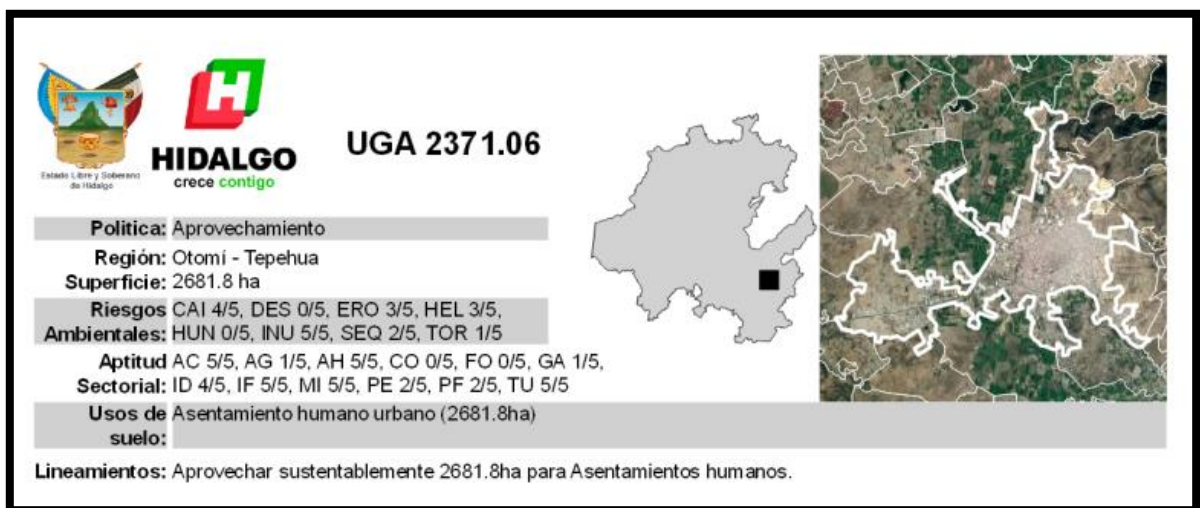 Estado Libre y Soberano
de Hidalgo
HIDALGO
crece contigo
UGA 2371.06
Politica: Aprovechamiento
Región: Otomí - Tepehua
Superficie: 2681.8 ha
Riesgos CAI 4/5, DES 0/5, ERO 3/5, HEL 3/5,
Ambientales: HUN 0/5, INU 5/5, SEQ 2/5, TOR 1/5
Aptitud AC 5/5, AG 1/5, AH 5/5, CO 0/5, FO 0/5, GA 1/5,
Sectorial: ID 4/5, IF 5/5, MI 5/5, PE 2/5, PF 2/5, TU 5/5
Usos de Asentamiento humano urbano (2681.8ha)
suelo:
Lineamientos: Aprovechar sustentablemente 2681.8ha para Asentamientos humanos.